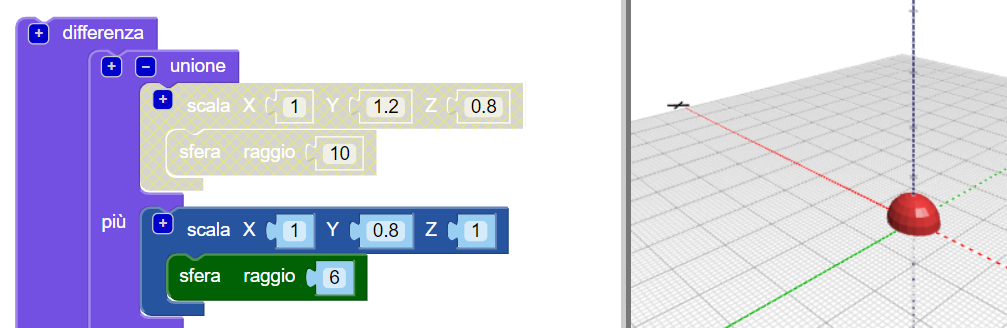 + differenza
+ − unione
+ scala X 1 Y 1.2 Z 0.8
sfera raggio 10
più + scala X 1 Y 0.8 Z 1
sfera raggio 6